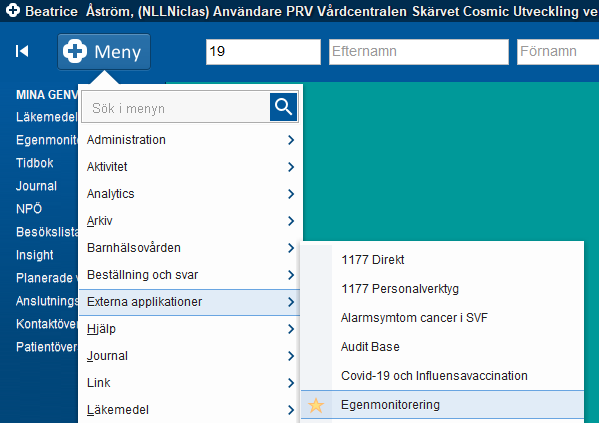 Beatrice Åström, (NLLNiclas) Användare PRV Vårdcentralen Skärvet Cosmic Utveckling ve
Meny
19
Efternamn
Förnamn
MINA GENV
Läkemedel
Egenmonito
Tidbok
Journal
NPÖ
Besökslista
Insight
Planerade v
Anslutnings
Kontaktöver
Patientöver
Sök i menyn
Administration
Aktivitet
Analytics
Arkiv
Barnhälsovården
Beställning och svar
Externa applikationer
Hjälp
Journal
Link
Läkemedel
1177 Direkt
1177 Personalverktyg
Alarmsymtom cancer i SVF
Audit Base
Covid-19 och Influensavaccination
Egenmonitorering